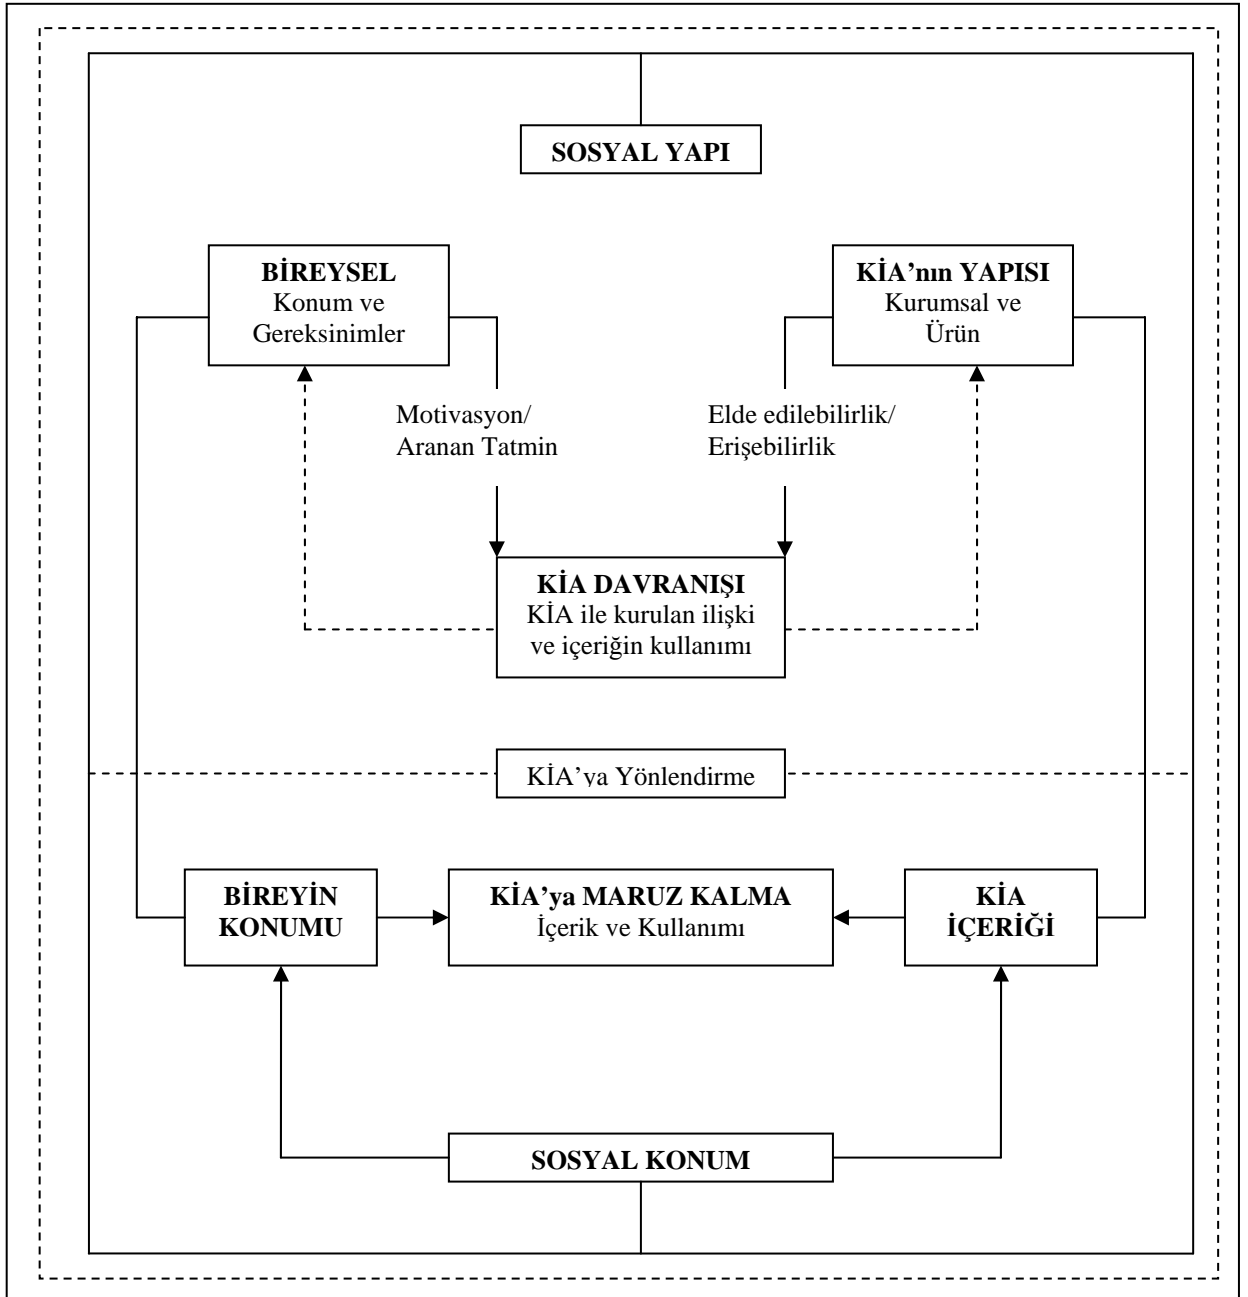 SOSYAL YAPI
BİREYSEL
Konum ve
Gereksinimler
KİA’nın YAPISI
Kurumsal ve
Ürün
Motivasyon/
Aranan Tatmin
Elde edilebilirlik/
Erişebilirlik
KİA DAVRANIŞI
KİA ile kurulan ilişki
ve içeriğin kullanımı
KİA’ya Yönlendirme
BİREYİN
KONUMU
KİA’ya MARUZ KALMA
İçerik ve Kullanımı
KİA
İÇERİĞİ
SOSYAL KONUM